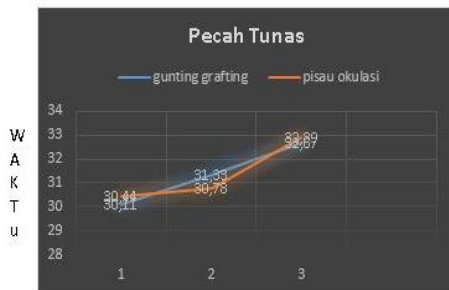 Pecah Tunas
gunting grafting pisau okulasi
W
A
K
T
u
34
33
32
31
30
29
28
30,44
30,11
31,33
30,78
32,89
32,67
1 2 3